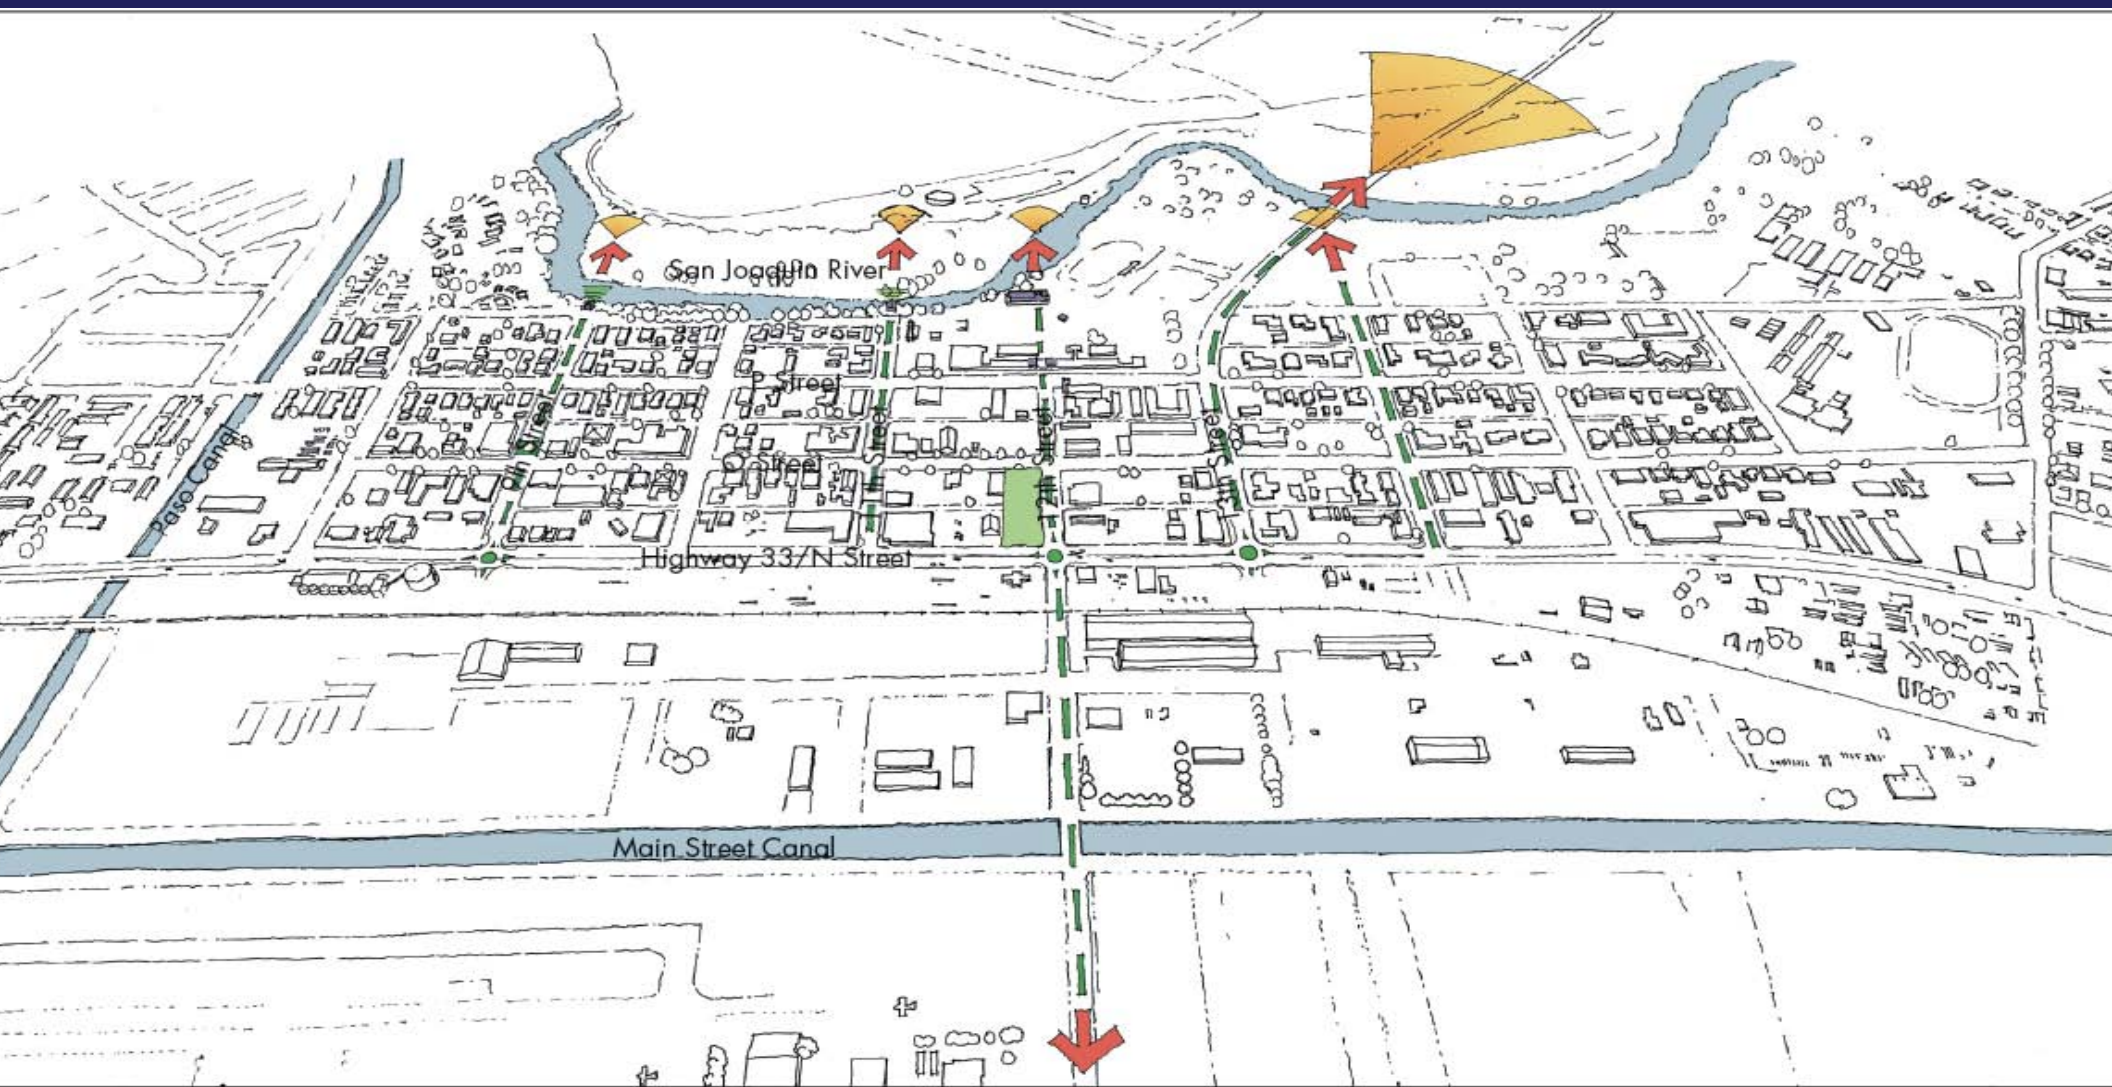 San Joaquin River
P Street
O Street
Street
Street
Street
Street
Paso Canal
Highway 33/N Street
Main Street Canal